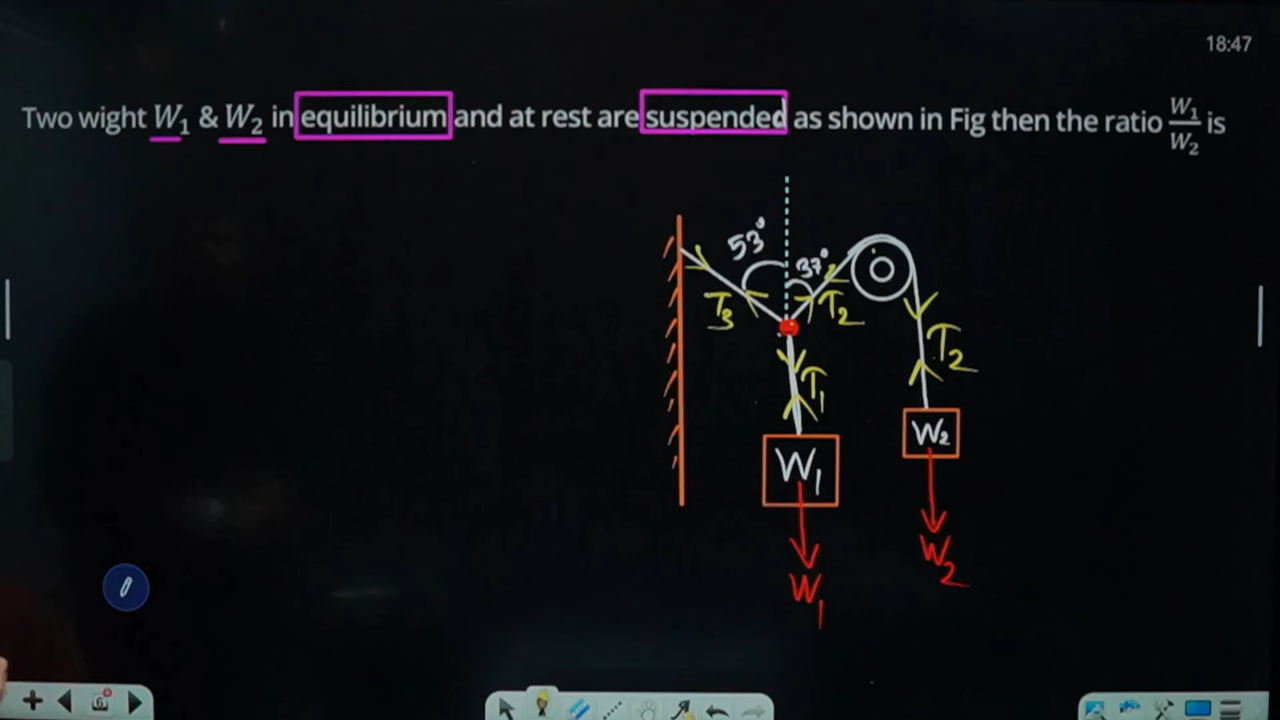 18:47
Two wight W₁ & W₂ in equilibrium and at rest are suspended as shown in Fig then the ratio W₁/W₂ is
53°
37°
T₃
T₂
T₂
T₁
W₂
W₁
W₂
W₁
6